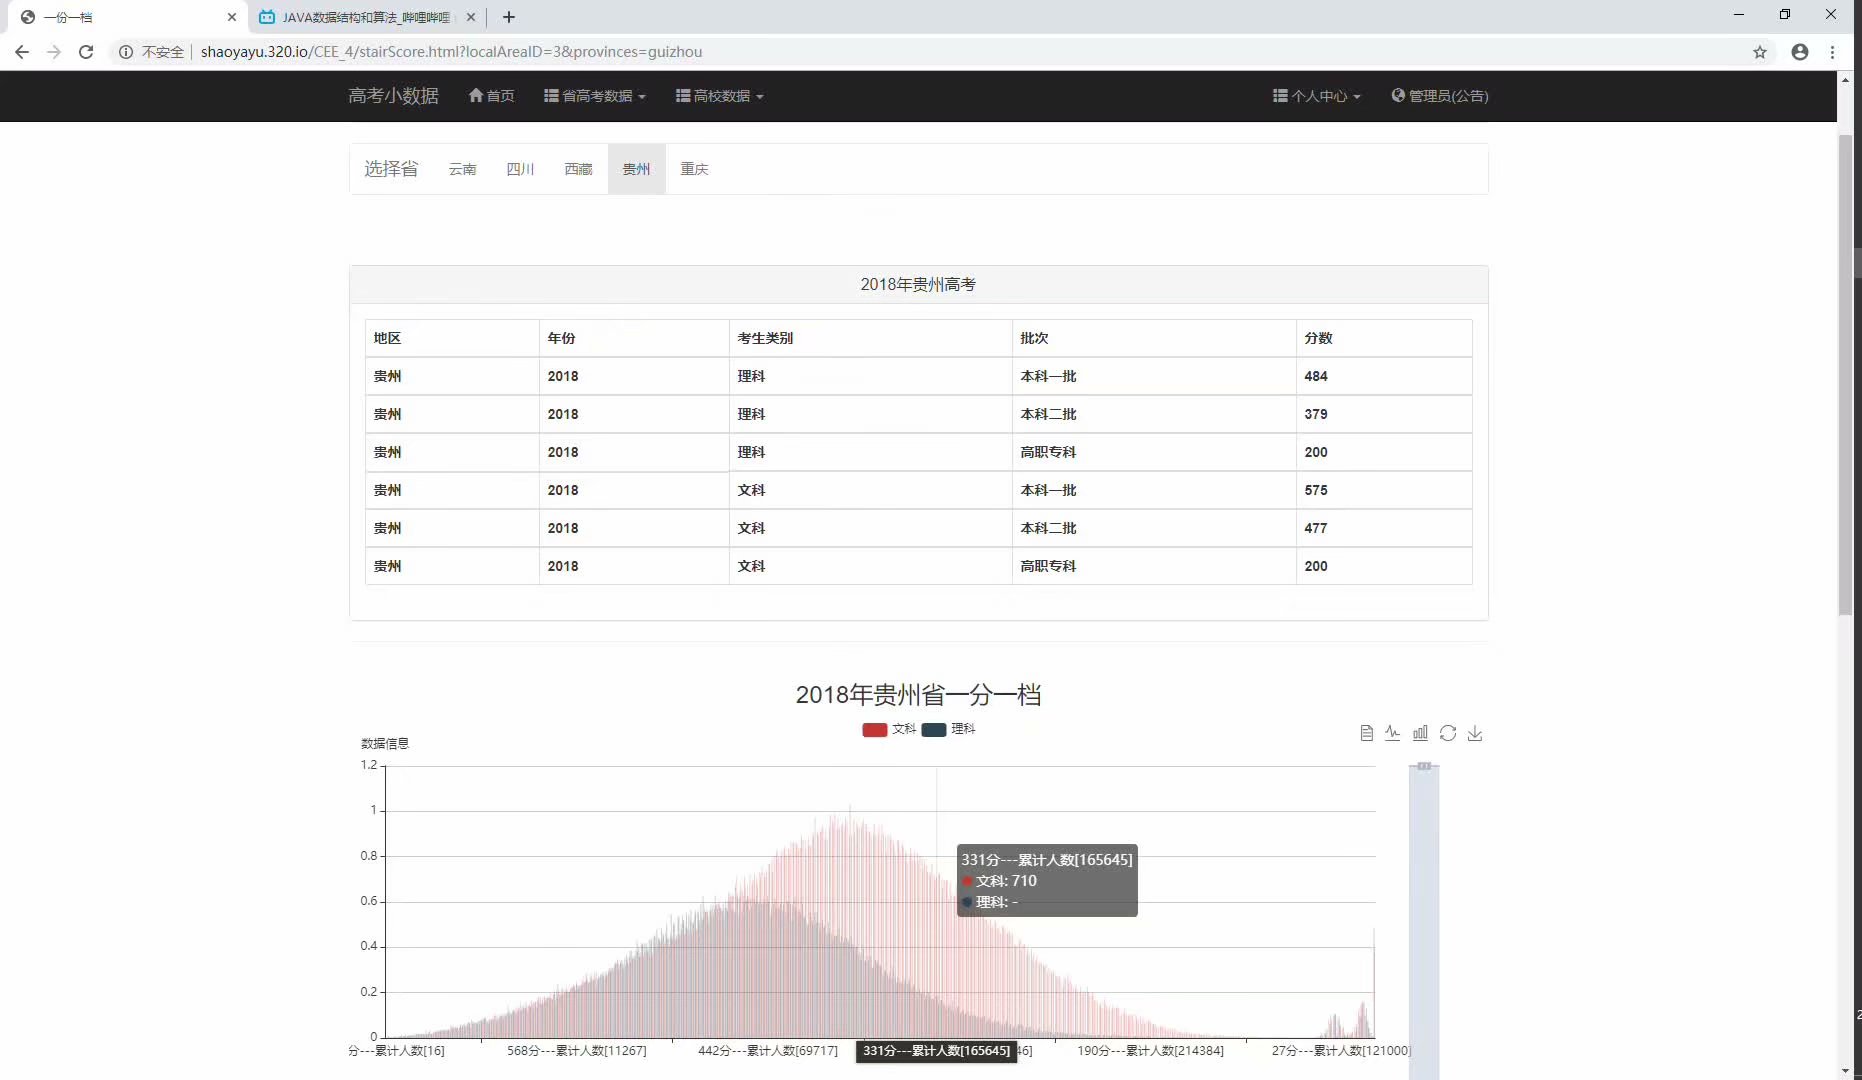 一份一档
JAVA数据结构和算法_哔哩哔哩
不安全 shaoyayu.320.io/CEE_4/stairScore.html?localAreaID=3&provinces=guizhou
高考小数据 首页 省高考数据 高校数据 个人中心 管理员(公告)
选择省 云南 四川 西藏 贵州 重庆
2018年贵州高考
地区 年份 考生类别 批次 分数
贵州 2018 理科 本科一批 484
贵州 2018 理科 本科二批 379
贵州 2018 理科 高职专科 200
贵州 2018 文科 本科一批 575
贵州 2018 文科 本科二批 477
贵州 2018 文科 高职专科 200
2018年贵州省一分一档
文科 理科
数据信息
1.2
1
0.8
0.6
0.4
0.2
0
331分---累计人数[165645]
文科: 710
理科: -
分---累计人数[16] 568分---累计人数[11267] 442分---累计人数[69717] 331分---累计人数[165645] 46] 190分---累计人数[214384] 27分---累计人数[121000]